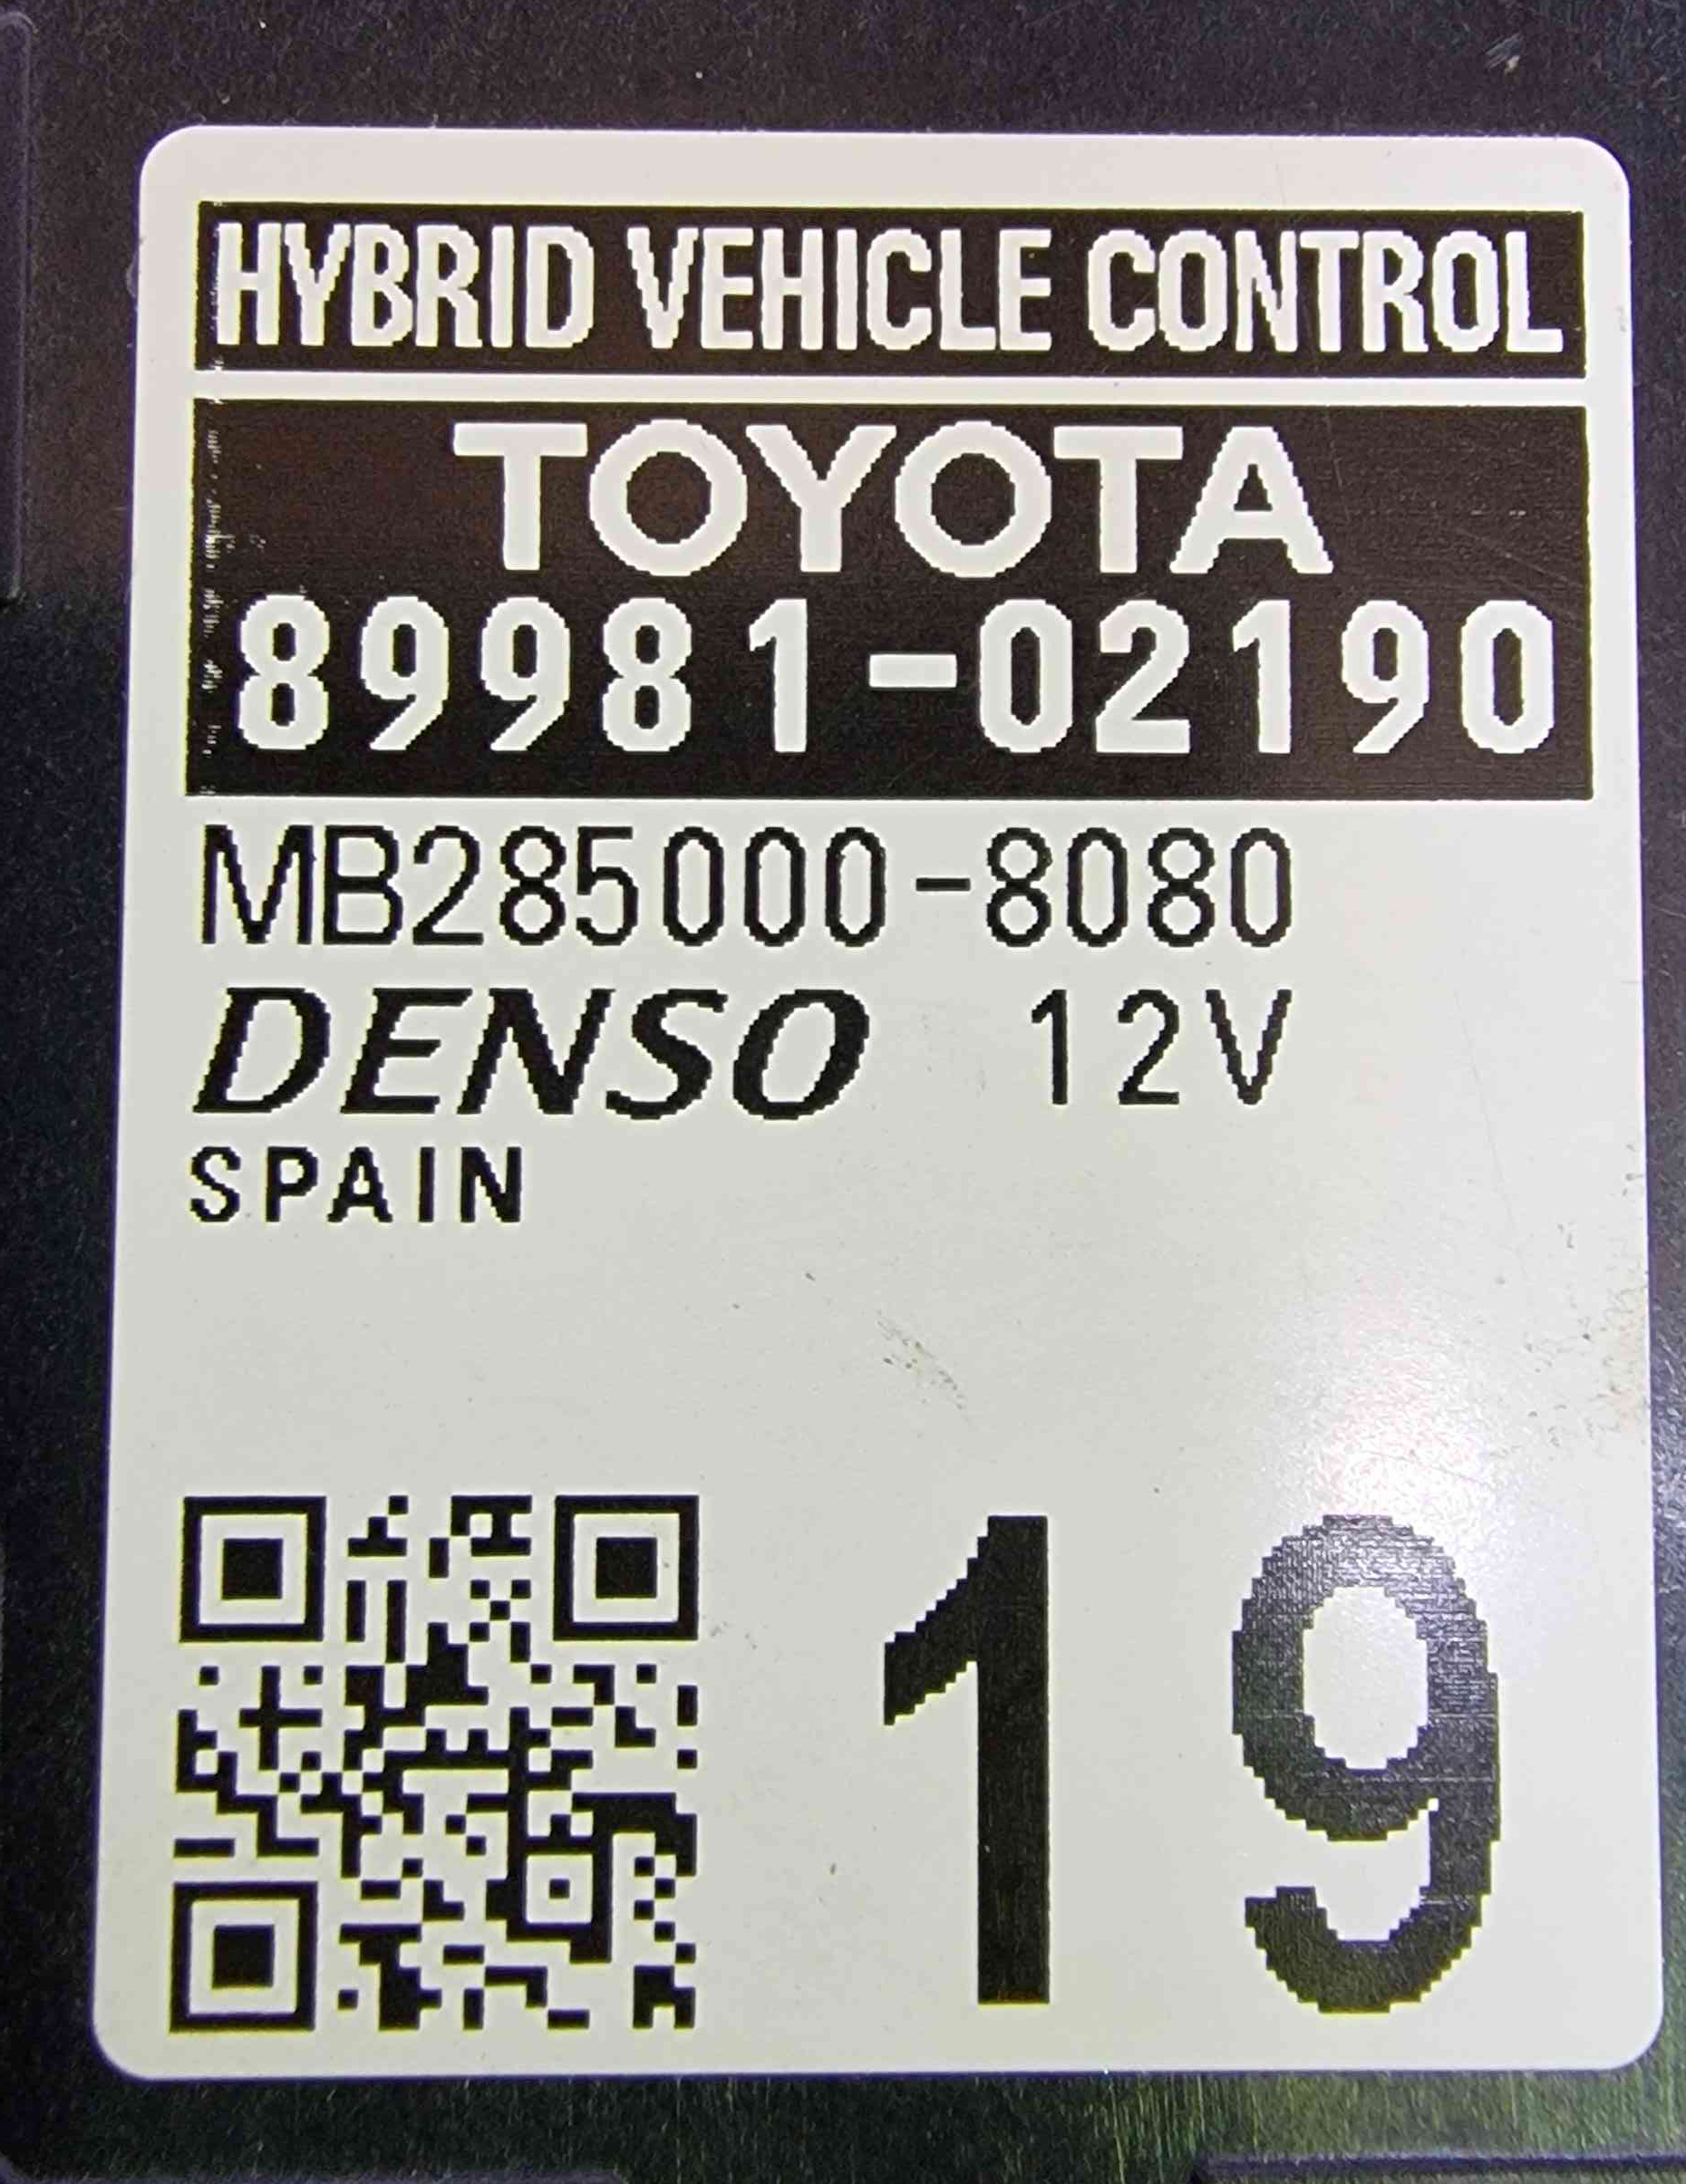 HYBRID VEHICLE CONTROL
TOYOTA
89981-02190
MB285000-8080
DENSO 12V
SPAIN
19